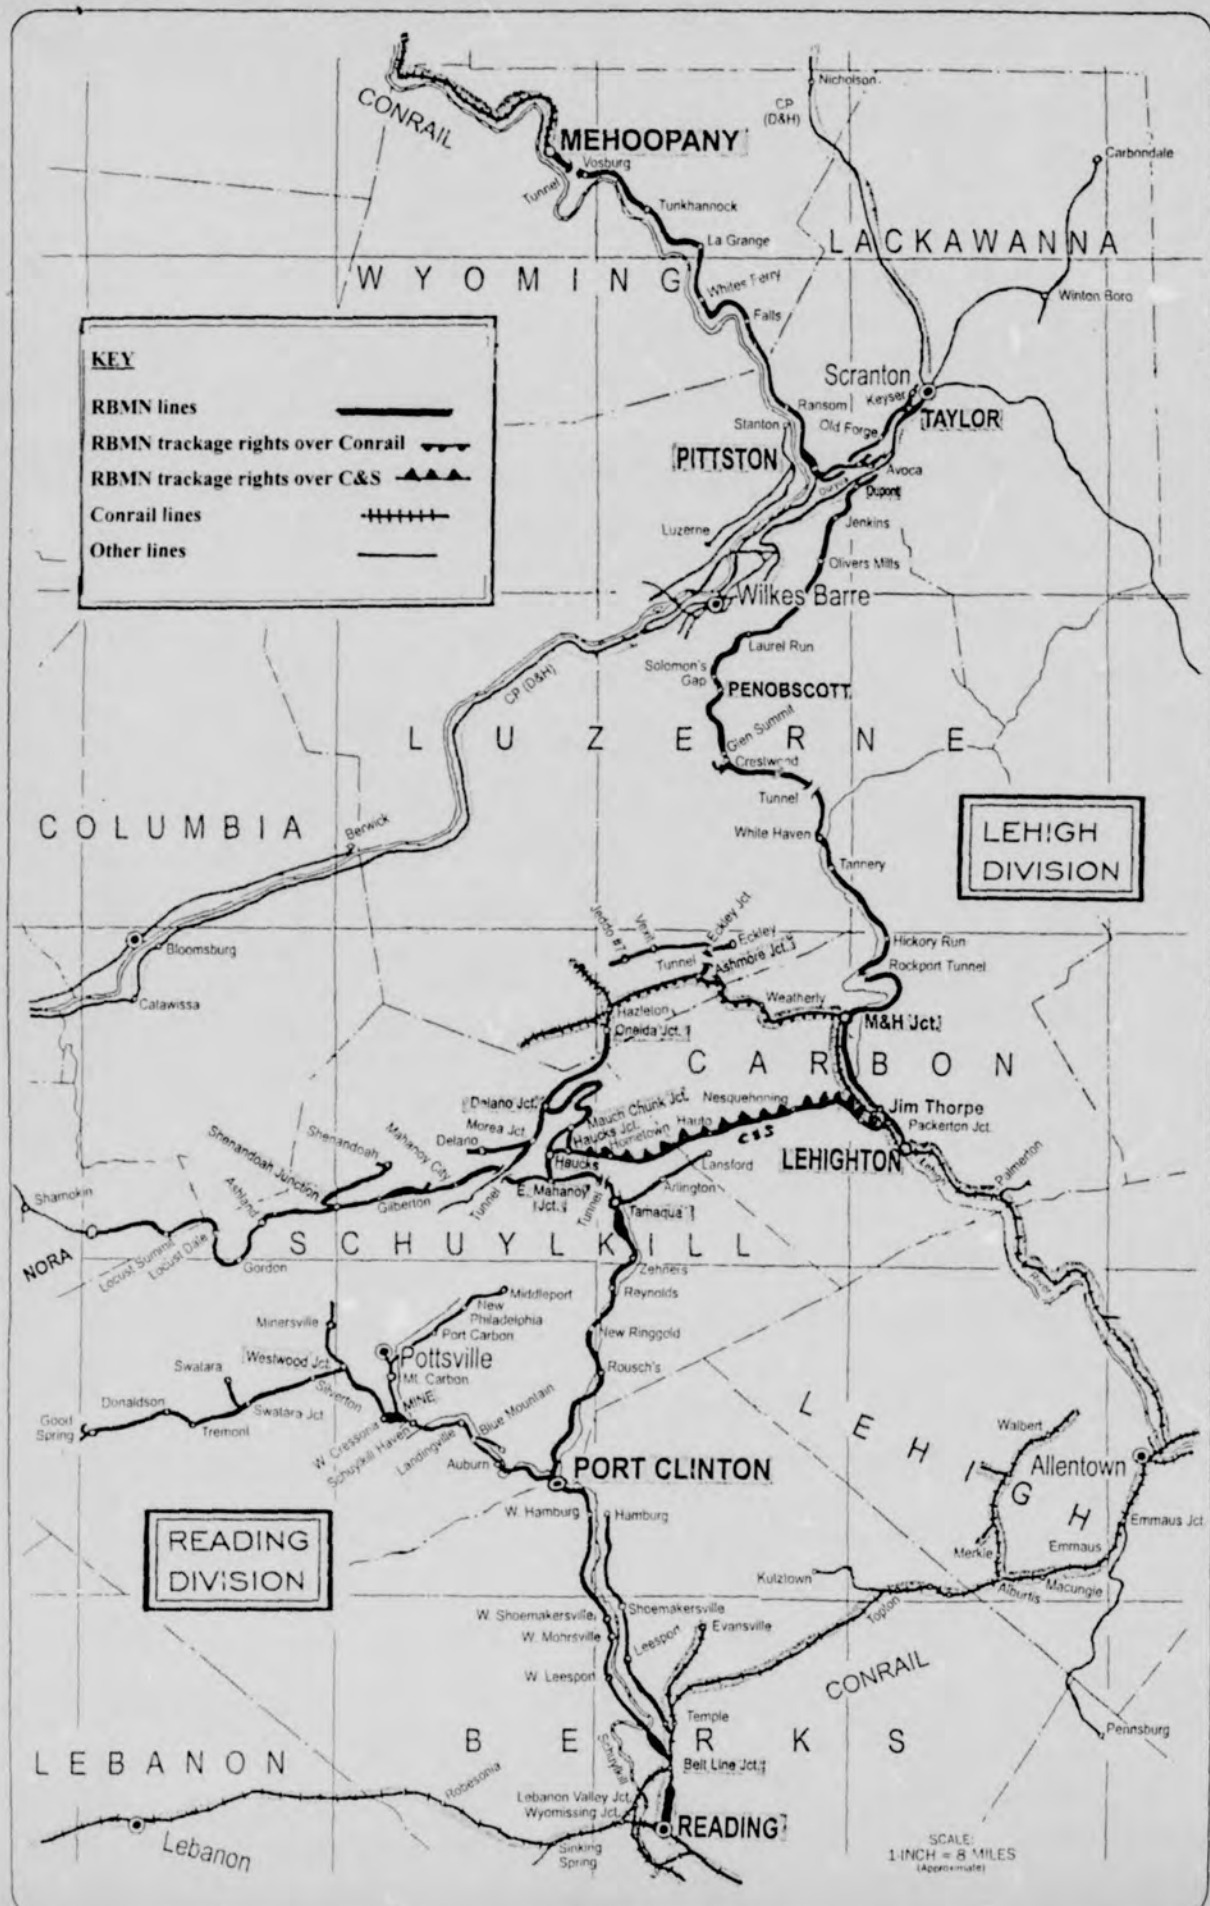 Nicholson
CP
(D&H)
CONRAIL
MEHOOPANY
Vosburg
Tunnel
Carbondale
Tunkhannock
La Grange
LACKAWANNA
WYOMING
Whites Ferry
Winton Boro
Falls
KEY
RBMN lines
RBMN trackage rights over Conrail
RBMN trackage rights over C&S
Conrail lines
Other lines
Scranton
Keyser
Ransom
TAYLOR
Stanton
Old Forge
PITTSTON
Avoca
Dupont
Luzerne
Jenkins
Olivers Mills
Wilkes Barre
Laurel Run
Solomon's
Gap
PENOBSCOTT
CP (D&H)
LUZERNE
Glen Summit
Crestwood
Tunnel
COLUMBIA
Berwick
White Haven
LEHIGH
DIVISION
Tannery
Bloomsburg
Jeddo #7
Eckley Jct
Eckley
Hickory Run
Tunnel
Ashmore Jct.
Rockport Tunnel
Catawissa
Weatherly
Hazleton
M&H Jct.
Oneida Jct.
CARBON
Delano Jct.
Mauch Chunk Jct.
Nesquehoning
Jim Thorpe
Morea Jct
Haucks Jct.
Hometown
Hauto
C&S
Packerton Jct.
Delano
Haucks
Lansford
LEHIGHTON
Lehigh
Palmerton
Shenandoah
Mahanoy City
Shenandoah Junction
Gilberton
Tunnel
E. Mahanoy
Jct.
Tunnel
Arlington
Tamaqua
Shamokin
Ashland
NORA
Locust Summit
Locust Dale
SCHUYLKILL
Gordon
Zehners
River
Reynolds
Middleport
New
Philadelphia
Minersville
Port Carbon
New Ringgold
Pottsville
Westwood Jct.
Swatara
Mt. Carbon
Rousch's
Donaldson
Silverton
MINE
Swatara Jct
Good
Spring
Tremont
W. Cressona
Schuylkill Haven
Landingville
Blue Mountain
Auburn
PORT CLINTON
LEHIGH
Walbert
Allentown
READING
DIVISION
W. Hamburg
Hamburg
Emmaus Jct.
Emmaus
Merkle
Kutztown
Alburtis
Macungie
Topton
W. Shoemakersville
Shoemakersville
Evansville
W. Mohrsville
Leesport
W. Leesport
CONRAIL
Temple
Pennsburg
BERKS
Schuylkill
LEBANON
Belt Line Jct.
Robesonia
Lebanon Valley Jct.
Wyomissing Jct.
READING
Lebanon
Sinking
Spring
SCALE:
1-INCH = 8 MILES
(Approximate)